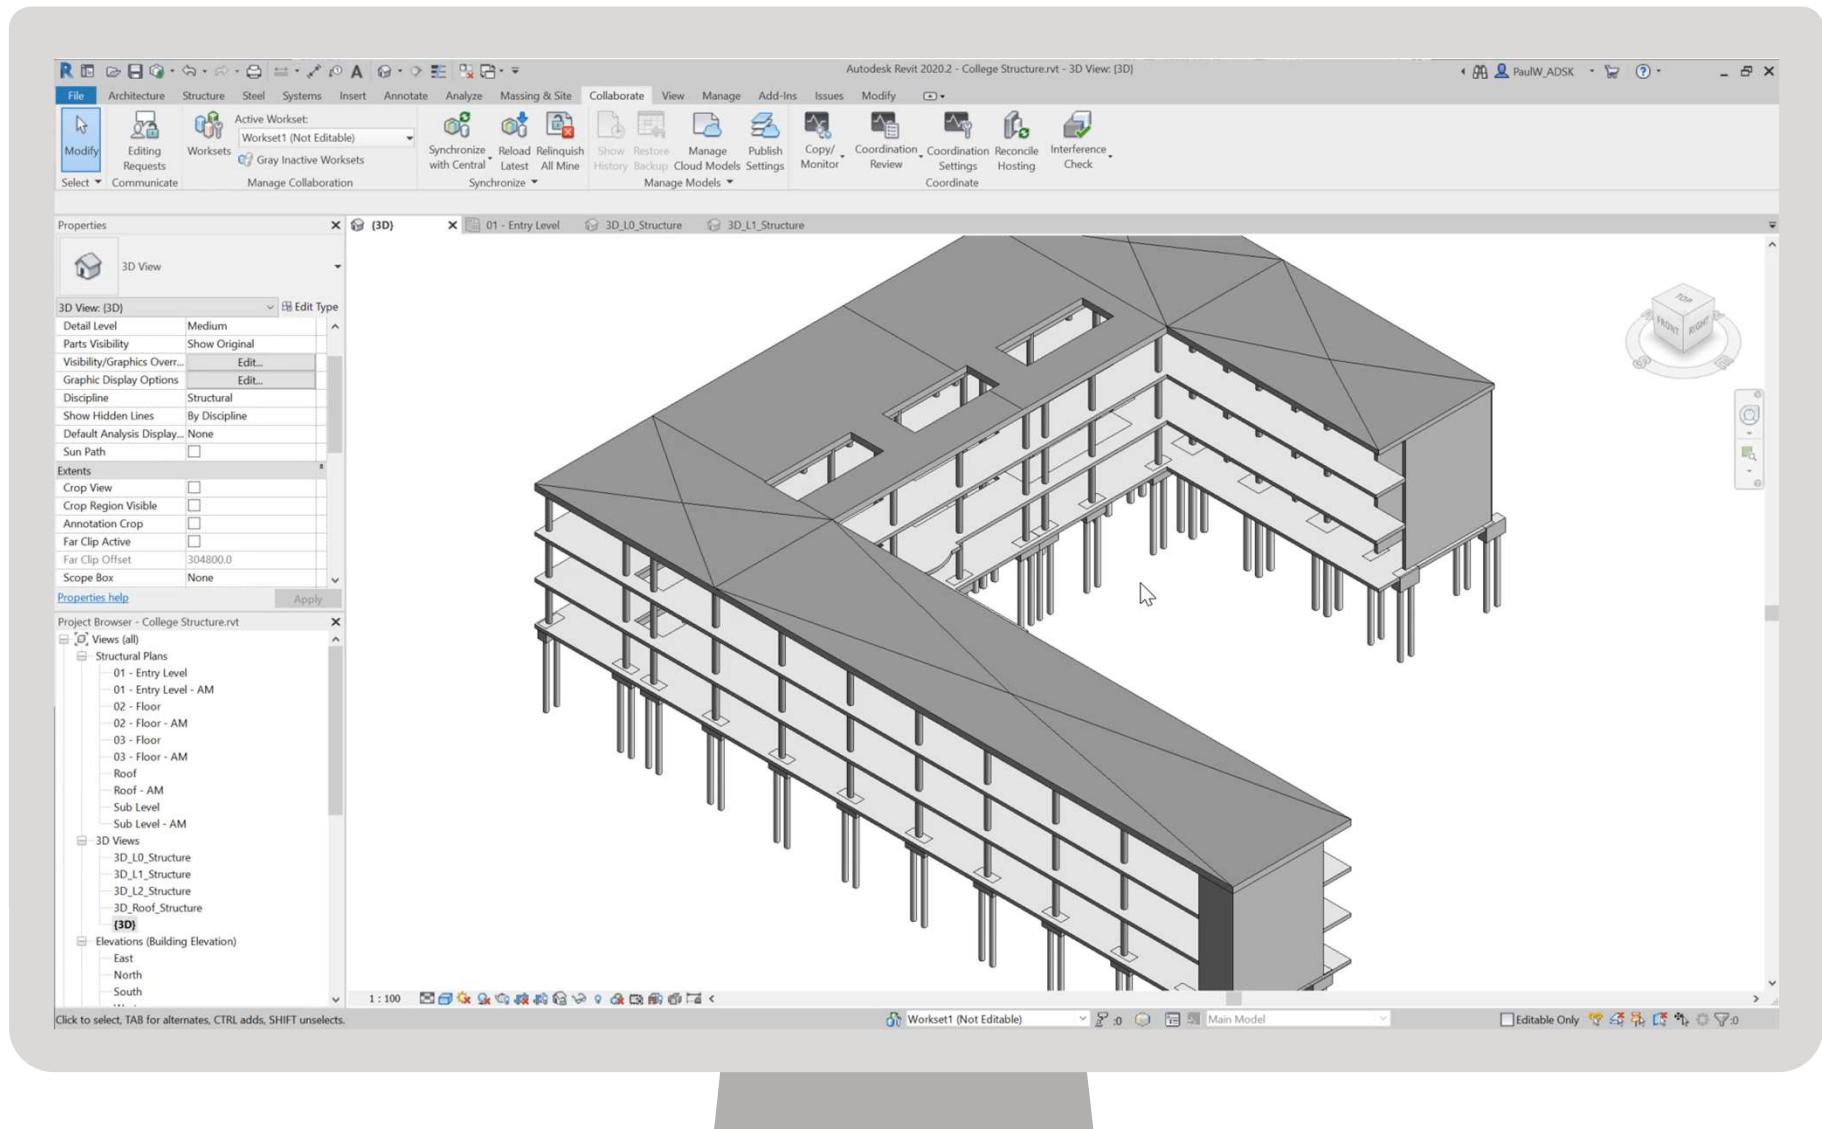 Autodesk Revit 2020.2 - College Structure.rvt - 3D View: {3D}
PaulW_ADSK
File Architecture Structure Steel Systems Insert Annotate Analyze Massing & Site Collaborate View Manage Add-Ins Issues Modify
Modify
Select
Editing Requests
Communicate
Worksets
Active Workset:
Workset1 (Not Editable)
Gray Inactive Worksets
Manage Collaboration
Synchronize with Central
Reload Latest
Relinquish All Mine
Synchronize
Show History
Restore Backup
Manage Cloud Models
Publish Settings
Manage Models
Copy/ Monitor
Coordination Review
Coordination Settings
Reconcile Hosting
Interference Check
Coordinate
Properties
3D View
3D View: {3D}
Edit Type
Detail Level Medium
Parts Visibility Show Original
Visibility/Graphics Overr... Edit...
Graphic Display Options Edit...
Discipline Structural
Show Hidden Lines By Discipline
Default Analysis Display... None
Sun Path
Extents
Crop View
Crop Region Visible
Annotation Crop
Far Clip Active
Far Clip Offset 304800.0
Scope Box None
Properties help
Apply
Project Browser - College Structure.rvt
Views (all)
Structural Plans
01 - Entry Level
01 - Entry Level - AM
02 - Floor
02 - Floor - AM
03 - Floor
03 - Floor - AM
Roof
Roof - AM
Sub Level
Sub Level - AM
3D Views
3D_L0_Structure
3D_L1_Structure
3D_L2_Structure
3D_Roof_Structure
{3D}
Elevations (Building Elevation)
East
North
South
{3D} 01 - Entry Level 3D_L0_Structure 3D_L1_Structure
TOP
FRONT
RIGHT
1 : 100
Click to select, TAB for alternates, CTRL adds, SHIFT unselects.
Workset1 (Not Editable)
:0
Main Model
Editable Only
:0